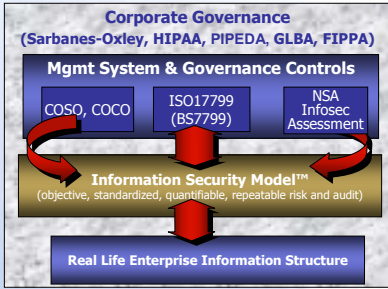 Corporate Governance
(Sarbanes-Oxley, HIPAA, PIPEDA, GLBA, FIPPA)
Mgmt System & Governance Controls
COSO, COCO
ISO17799
(BS7799)
NSA
Infosec
Assessment
Information Security Model™
(objective, standardized, quantifiable, repeatable risk and audit)
Real Life Enterprise Information Structure